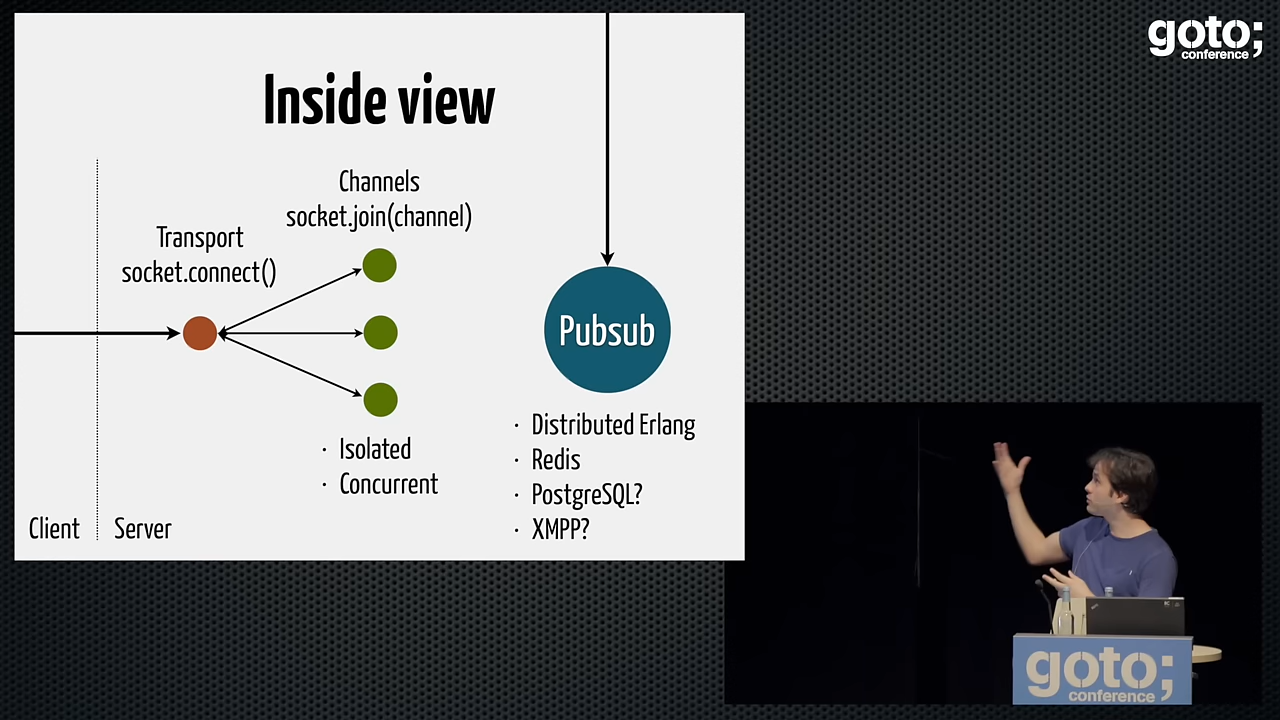 Inside view
Channels
socket.join(channel)
Transport
socket.connect()
Pubsub
· Isolated
· Concurrent
· Distributed Erlang
· Redis
· PostgreSQL?
· XMPP?
Client
Server
goto;
conference
goto;
conference